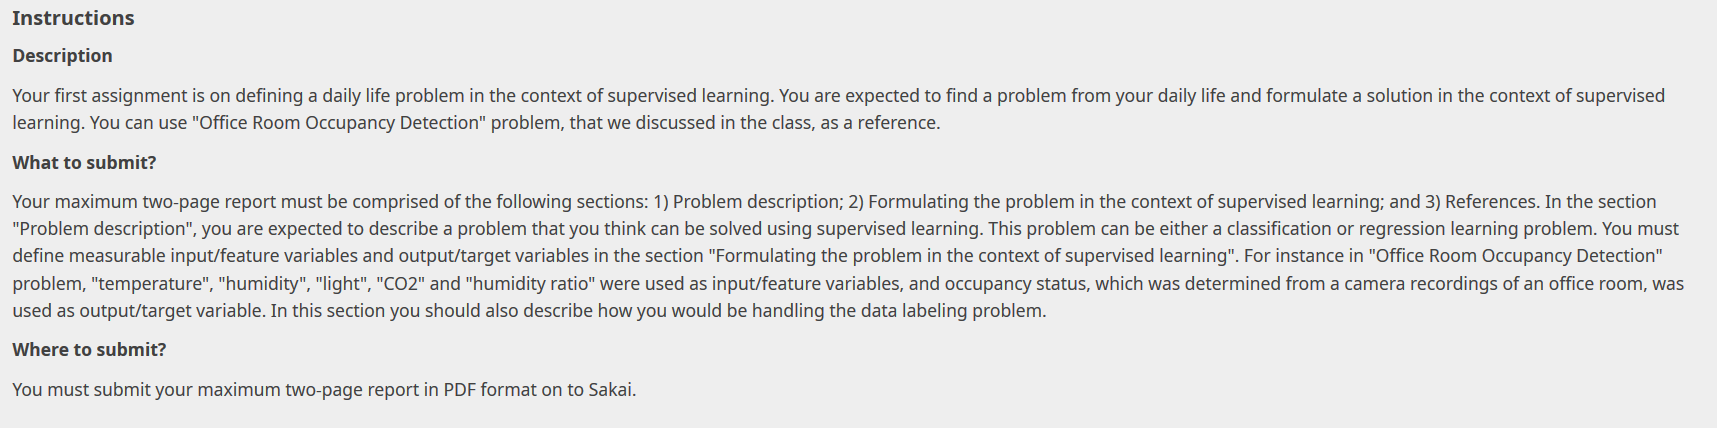 Instructions
Description
Your first assignment is on defining a daily life problem in the context of supervised learning. You are expected to find a problem from your daily life and formulate a solution in the context of supervised
learning. You can use "Office Room Occupancy Detection" problem, that we discussed in the class, as a reference.
What to submit?
Your maximum two-page report must be comprised of the following sections: 1) Problem description; 2) Formulating the problem in the context of supervised learning; and 3) References. In the section
"Problem description", you are expected to describe a problem that you think can be solved using supervised learning. This problem can be either a classification or regression learning problem. You must
define measurable input/feature variables and output/target variables in the section "Formulating the problem in the context of supervised learning". For instance in "Office Room Occupancy Detection"
problem, "temperature", "humidity", "light", "CO2" and "humidity ratio" were used as input/feature variables, and occupancy status, which was determined from a camera recordings of an office room, was
used as output/target variable. In this section you should also describe how you would be handling the data labeling problem.
Where to submit?
You must submit your maximum two-page report in PDF format on to Sakai.